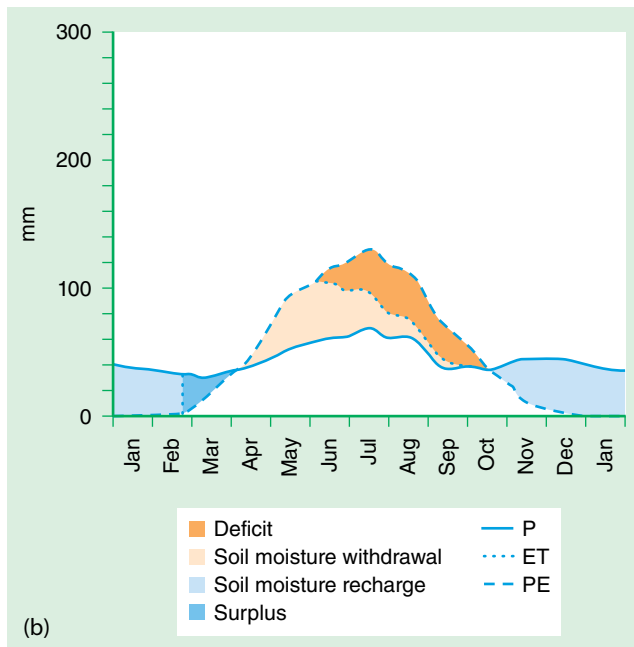 300
200
100
0
mm
Jan
Feb
Mar
Apr
May
Jun
Jul
Aug
Sep
Oct
Nov
Dec
Jan
Deficit
Soil moisture withdrawal
Soil moisture recharge
Surplus
P
ET
PE
(b)